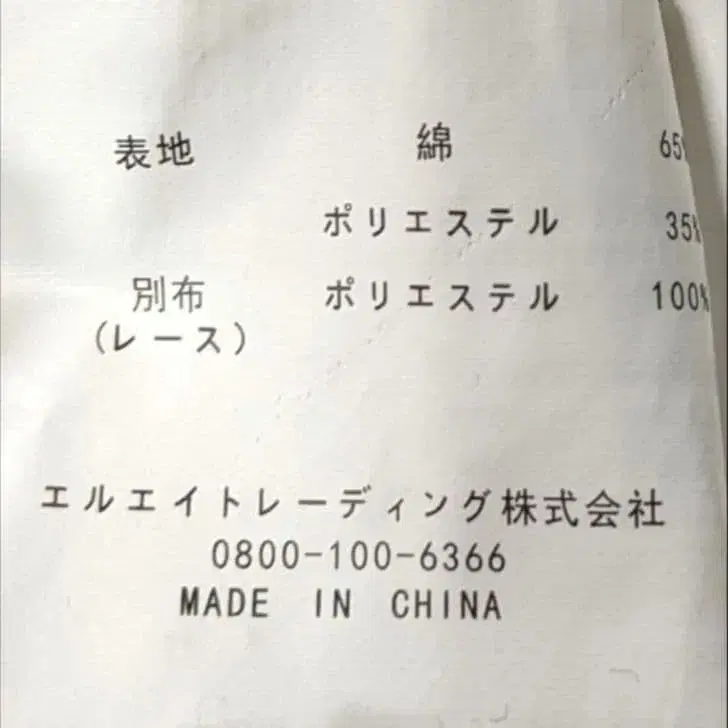 表地 綿 65%
ポリエステル 35%
別布 ポリエステル 100%
(レース)
エルエイトレーディング株式会社
0800-100-6366
MADE IN CHINA